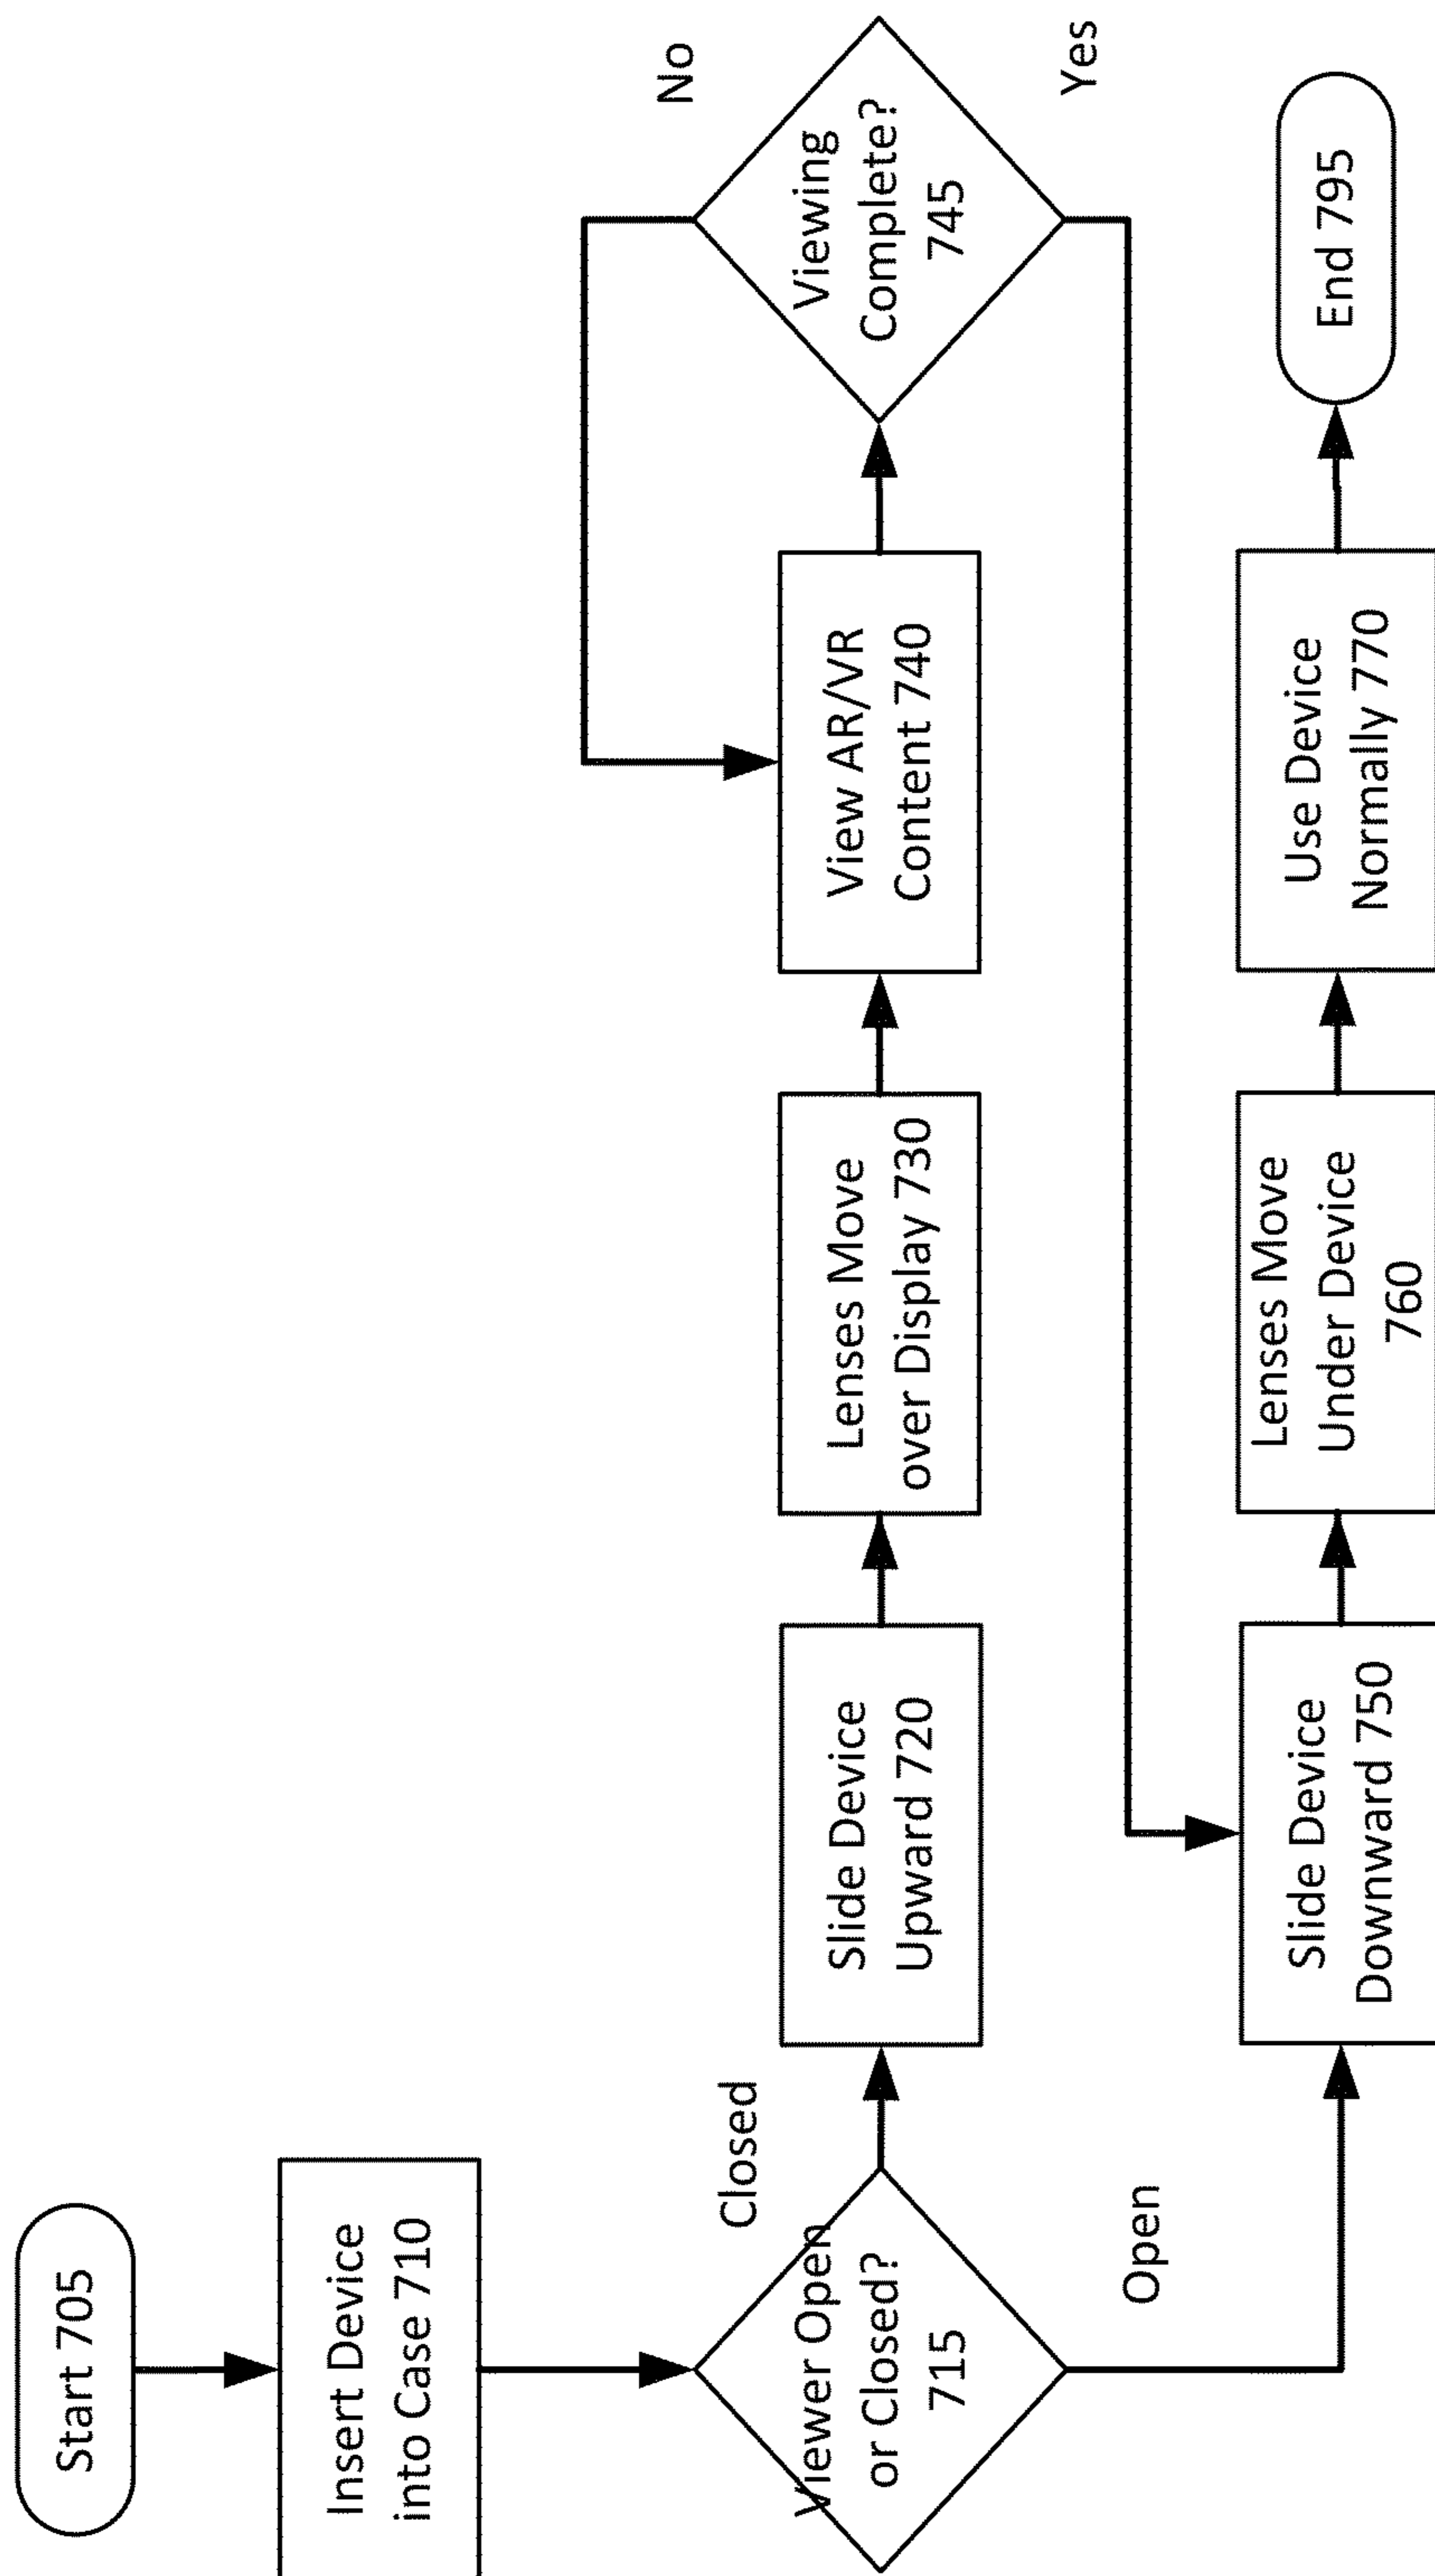 Start 705
Insert Device
into Case 710
Viewer Open
or Closed?
715
Closed
Open
Slide Device
Upward 720
Lenses Move
over Display 730
View AR/VR
Content 740
Viewing
Complete?
745
No
Yes
Slide Device
Downward 750
Lenses Move
Under Device
760
Use Device
Normally 770
End 795